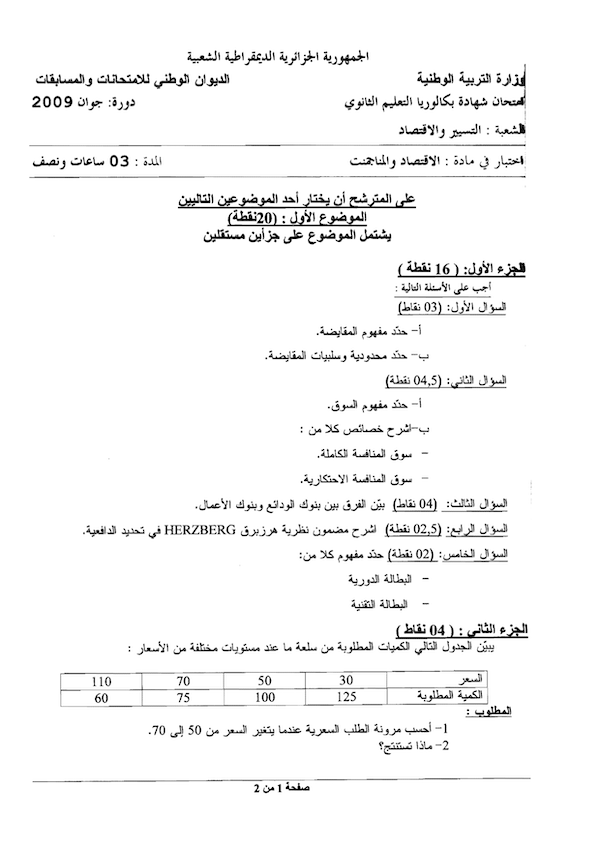 الجمهورية الجزائرية الديمقراطية الشعبية
وزارة التربية الوطنية الديوان الوطني للامتحانات والمسابقات
امتحان شهادة بكالوريا التعليم الثانوي دورة: جوان 2009
الشعبة : التسيير والاقتصاد
اختبار في مادة : الاقتصاد والمناجمنت المدة : 03 ساعات ونصف
على المترشح أن يختار أحد الموضوعين التاليين
الموضوع الأول : (20نقطة)
يشتمل الموضوع على جزأين مستقلين
الجزء الأول: ( 16 نقطة )
أجب على الأسئلة التالية :
السؤال الأول: (03 نقاط)
أ- حدّد مفهوم المقايضة.
ب- حدّد محدودية وسلبيات المقايضة.
السؤال الثاني: (04,5 نقطة)
أ- حدّد مفهوم السوق.
ب-اشرح خصائص كلا من :
- سوق المنافسة الكاملة.
- سوق المنافسة الاحتكارية.
السؤال الثالث: (04 نقاط) بيّن الفرق بين بنوك الودائع وبنوك الأعمال.
السؤال الرابع: (02,5 نقطة) اشرح مضمون نظرية هرزبرق HERZBERG في تحديد الدافعية.
السؤال الخامس: (02 نقطة) حدّد مفهوم كلا من:
- البطالة الدورية
- البطالة التقنية
الجزء الثاني : ( 04 نقاط )
يبيّن الجدول التالي الكميات المطلوبة من سلعة ما عند مستويات مختلفة من الأسعار :
السعر 30 50 70 110
الكمية المطلوبة 125 100 75 60
المطلوب :
1- أحسب مرونة الطلب السعرية عندما يتغير السعر من 50 إلى 70.
2- ماذا تستنتج؟
صفحة 1 من 2